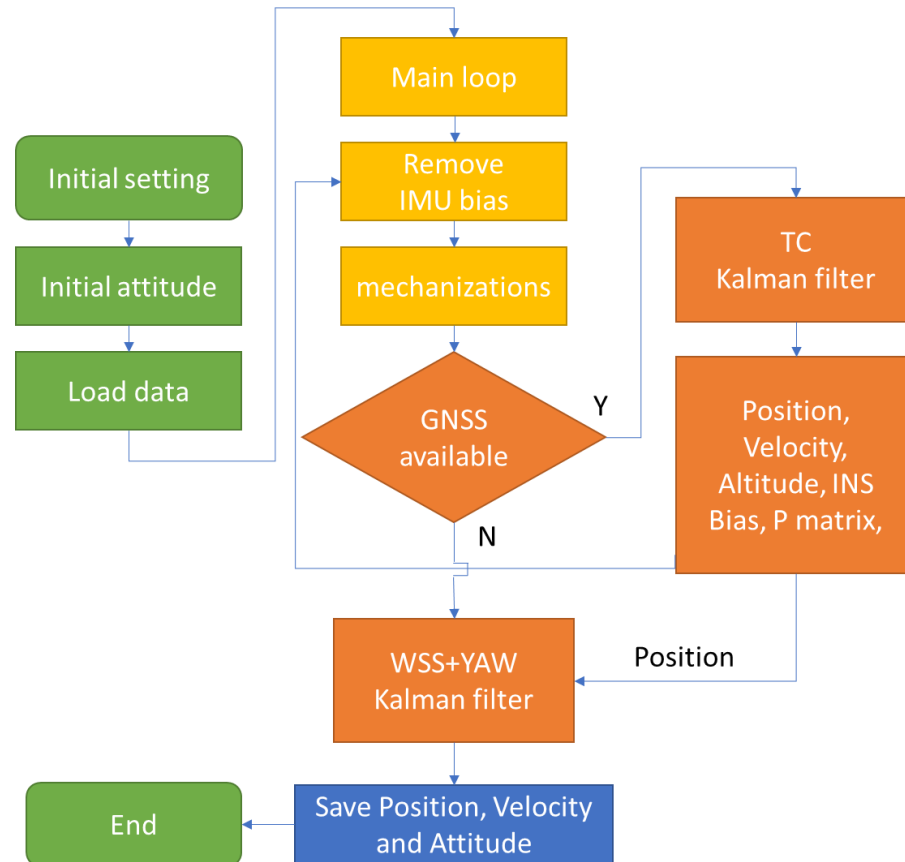 Initial setting
Initial attitude
Load data
Main loop
Remove
IMU bias
mechanizations
GNSS
available
Y
N
TC
Kalman filter
Position,
Velocity,
Altitude, INS
Bias, P matrix,
Position
WSS+YAW
Kalman filter
Save Position, Velocity
and Attitude
End